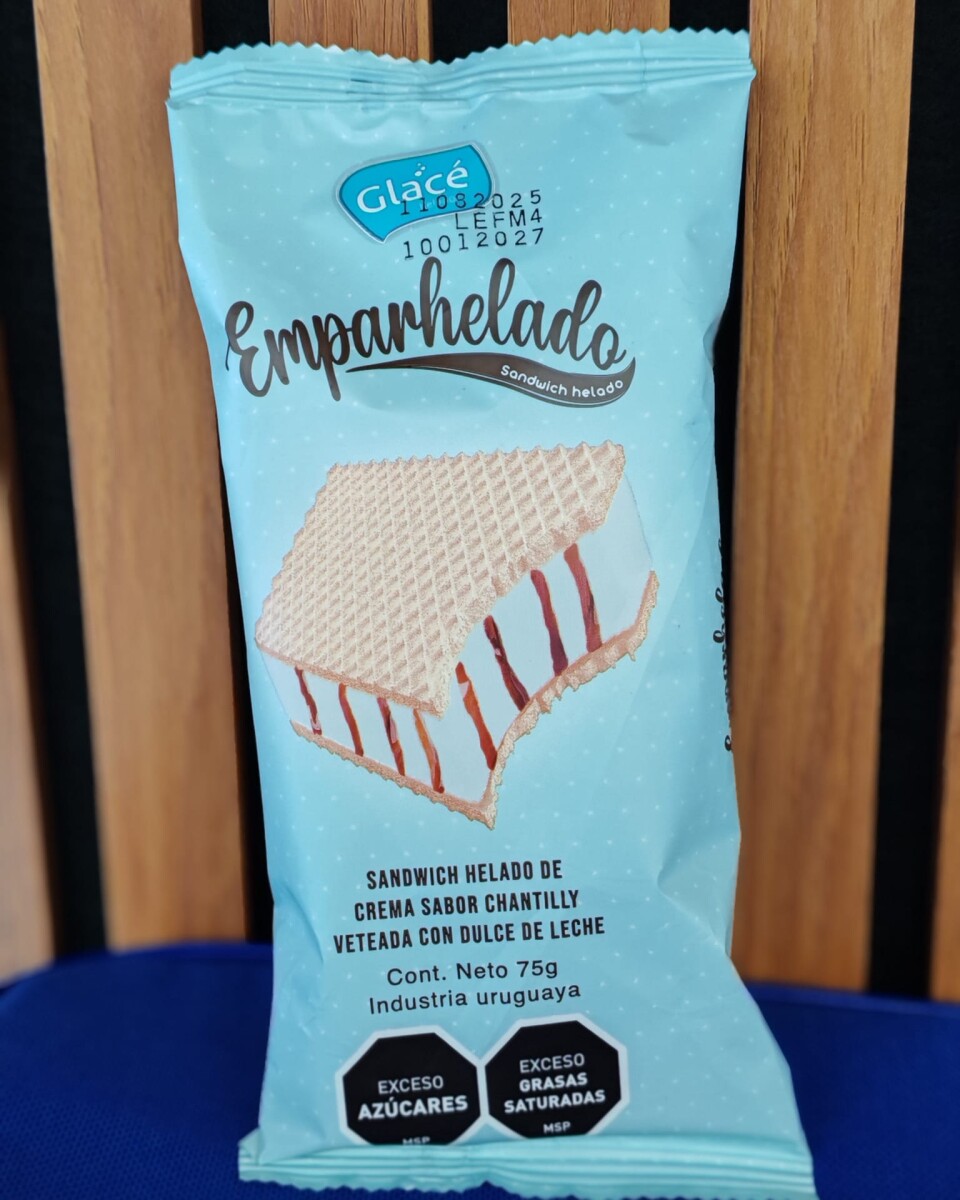 Glacé
11082025
LEFM4
10012027
Emparhelado
Sandwich helado
SANDWICH HELADO DE
CREMA SABOR CHANTILLY
VETEADA CON DULCE DE LECHE
Cont. Neto 75g
Industria uruguaya
EXCESO
AZÚCARES
MSP
EXCESO
GRASAS
SATURADAS
MSP